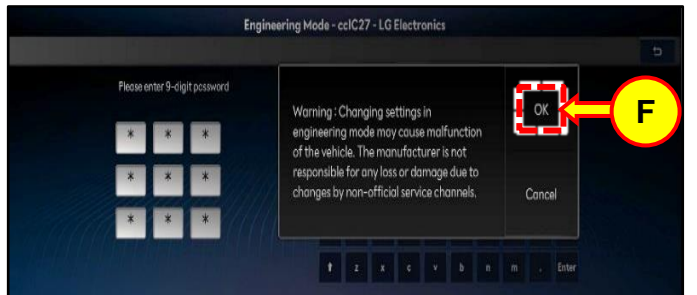 Engineering Mode - ccIC27 - LG Electronics
Please enter 9-digit password
* * *
* * *
* * *
Warning : Changing settings in
engineering mode may cause malfunction
of the vehicle. The manufacturer is not
responsible for any loss or damage due to
changes by non-official service channels.
OK
F
Cancel
↑ z x c v b n m . Enter